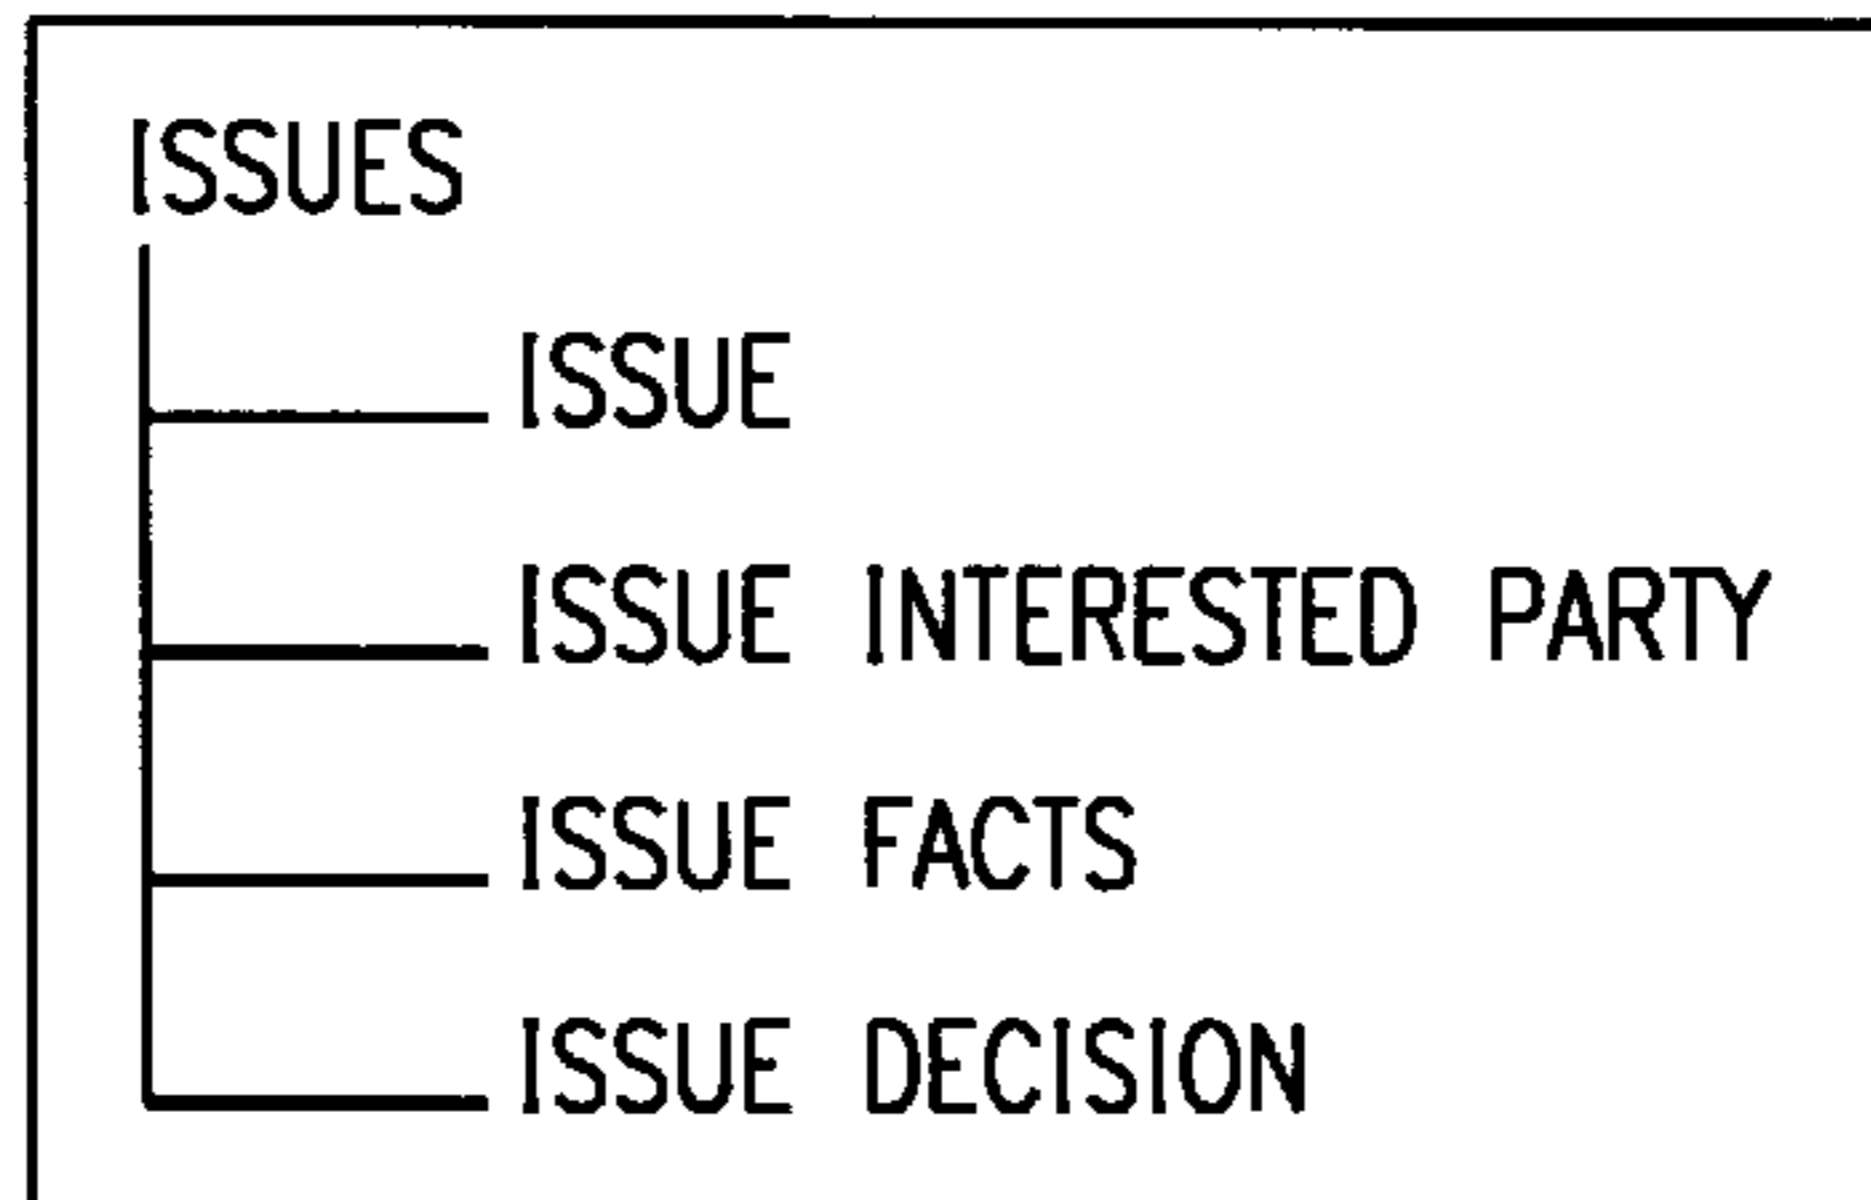 ISSUES
ISSUE
ISSUE INTERESTED PARTY
ISSUE FACTS
ISSUE DECISION